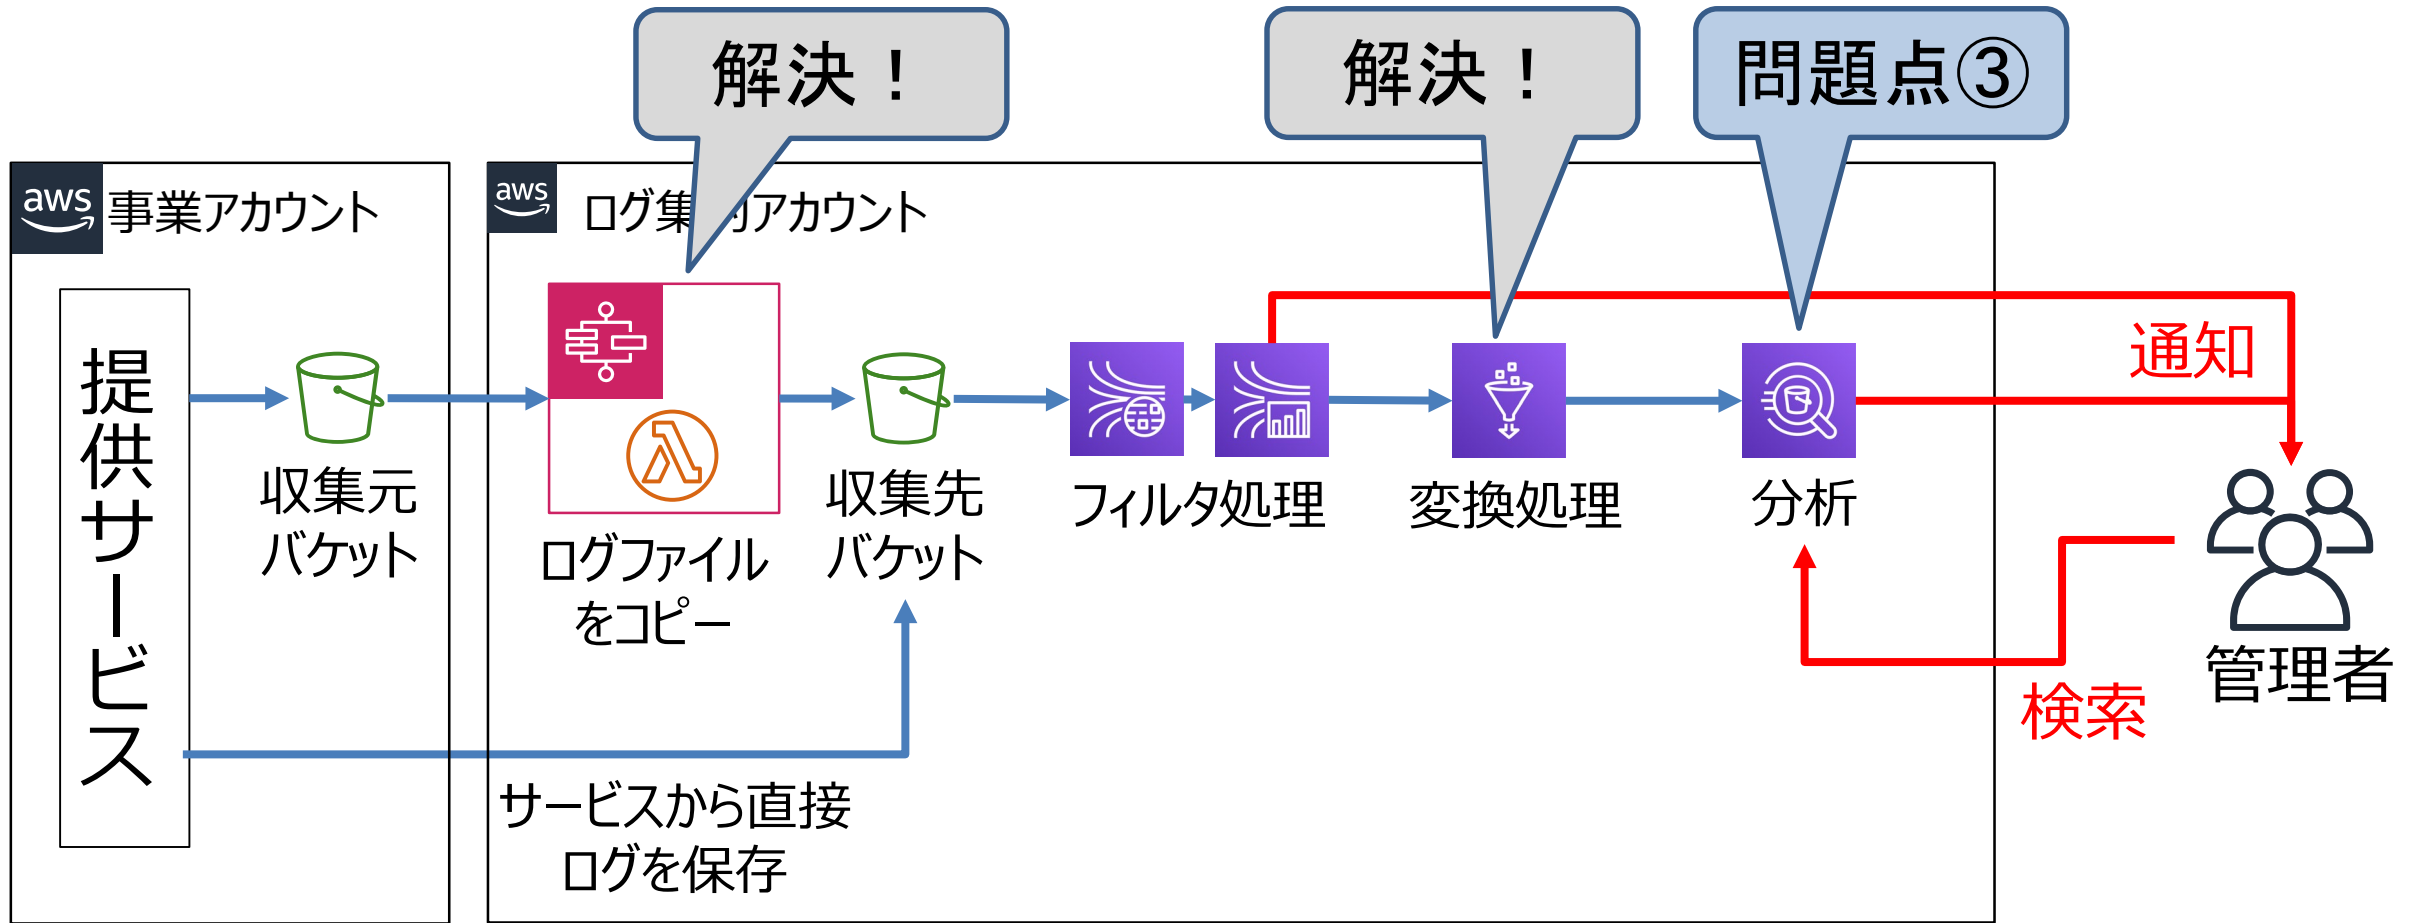 解決！
解決！
問題点③
aws
事業アカウント
aws
ログ集約アカウント
提供サービス
収集元
バケット
ログファイル
をコピー
収集先
バケット
フィルタ処理
変換処理
分析
通知
検索
管理者
サービスから直接
ログを保存